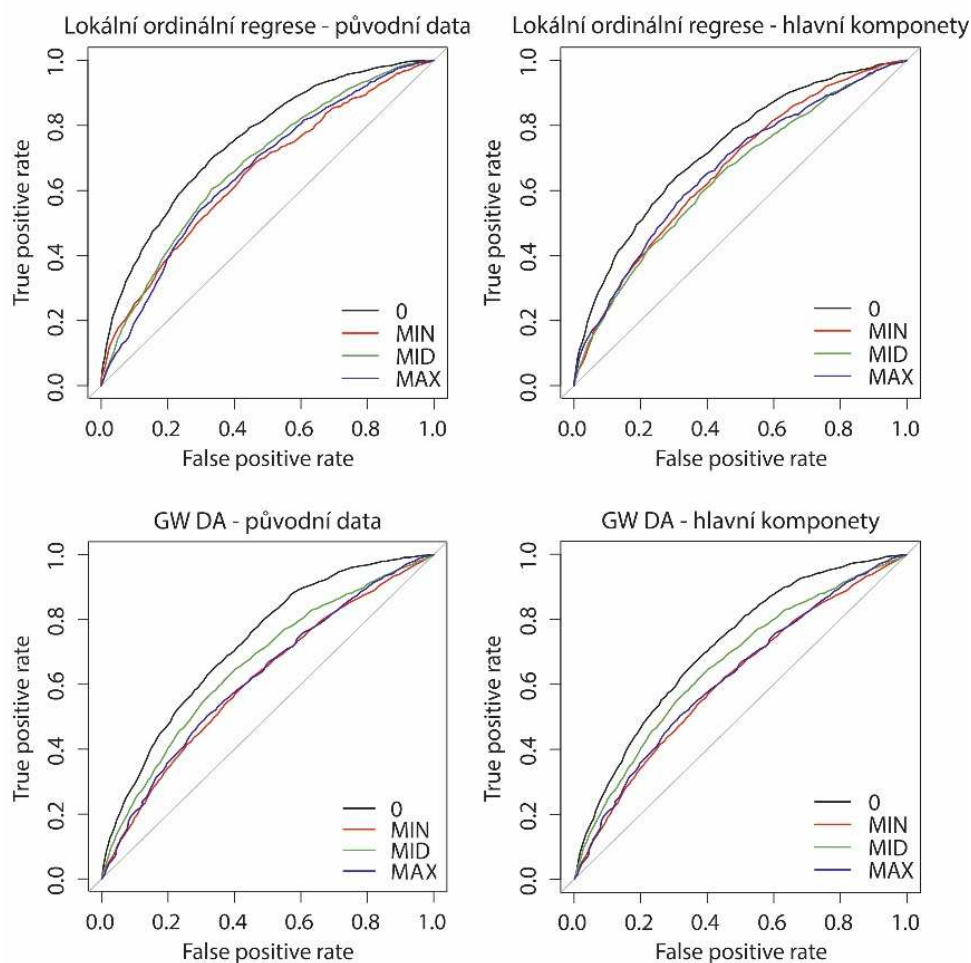 Lokální ordinální regrese - původní data
True positive rate
1.0
0.8
0.6
0.4
0.2
0.0
0
MIN
MID
MAX
0.0 0.2 0.4 0.6 0.8 1.0
False positive rate
Lokální ordinální regrese - hlavní komponety
True positive rate
1.0
0.8
0.6
0.4
0.2
0.0
0
MIN
MID
MAX
0.0 0.2 0.4 0.6 0.8 1.0
False positive rate
GW DA - původní data
True positive rate
1.0
0.8
0.6
0.4
0.2
0.0
0
MIN
MID
MAX
0.0 0.2 0.4 0.6 0.8 1.0
False positive rate
GW DA - hlavní komponety
True positive rate
1.0
0.8
0.6
0.4
0.2
0.0
0
MIN
MID
MAX
0.0 0.2 0.4 0.6 0.8 1.0
False positive rate